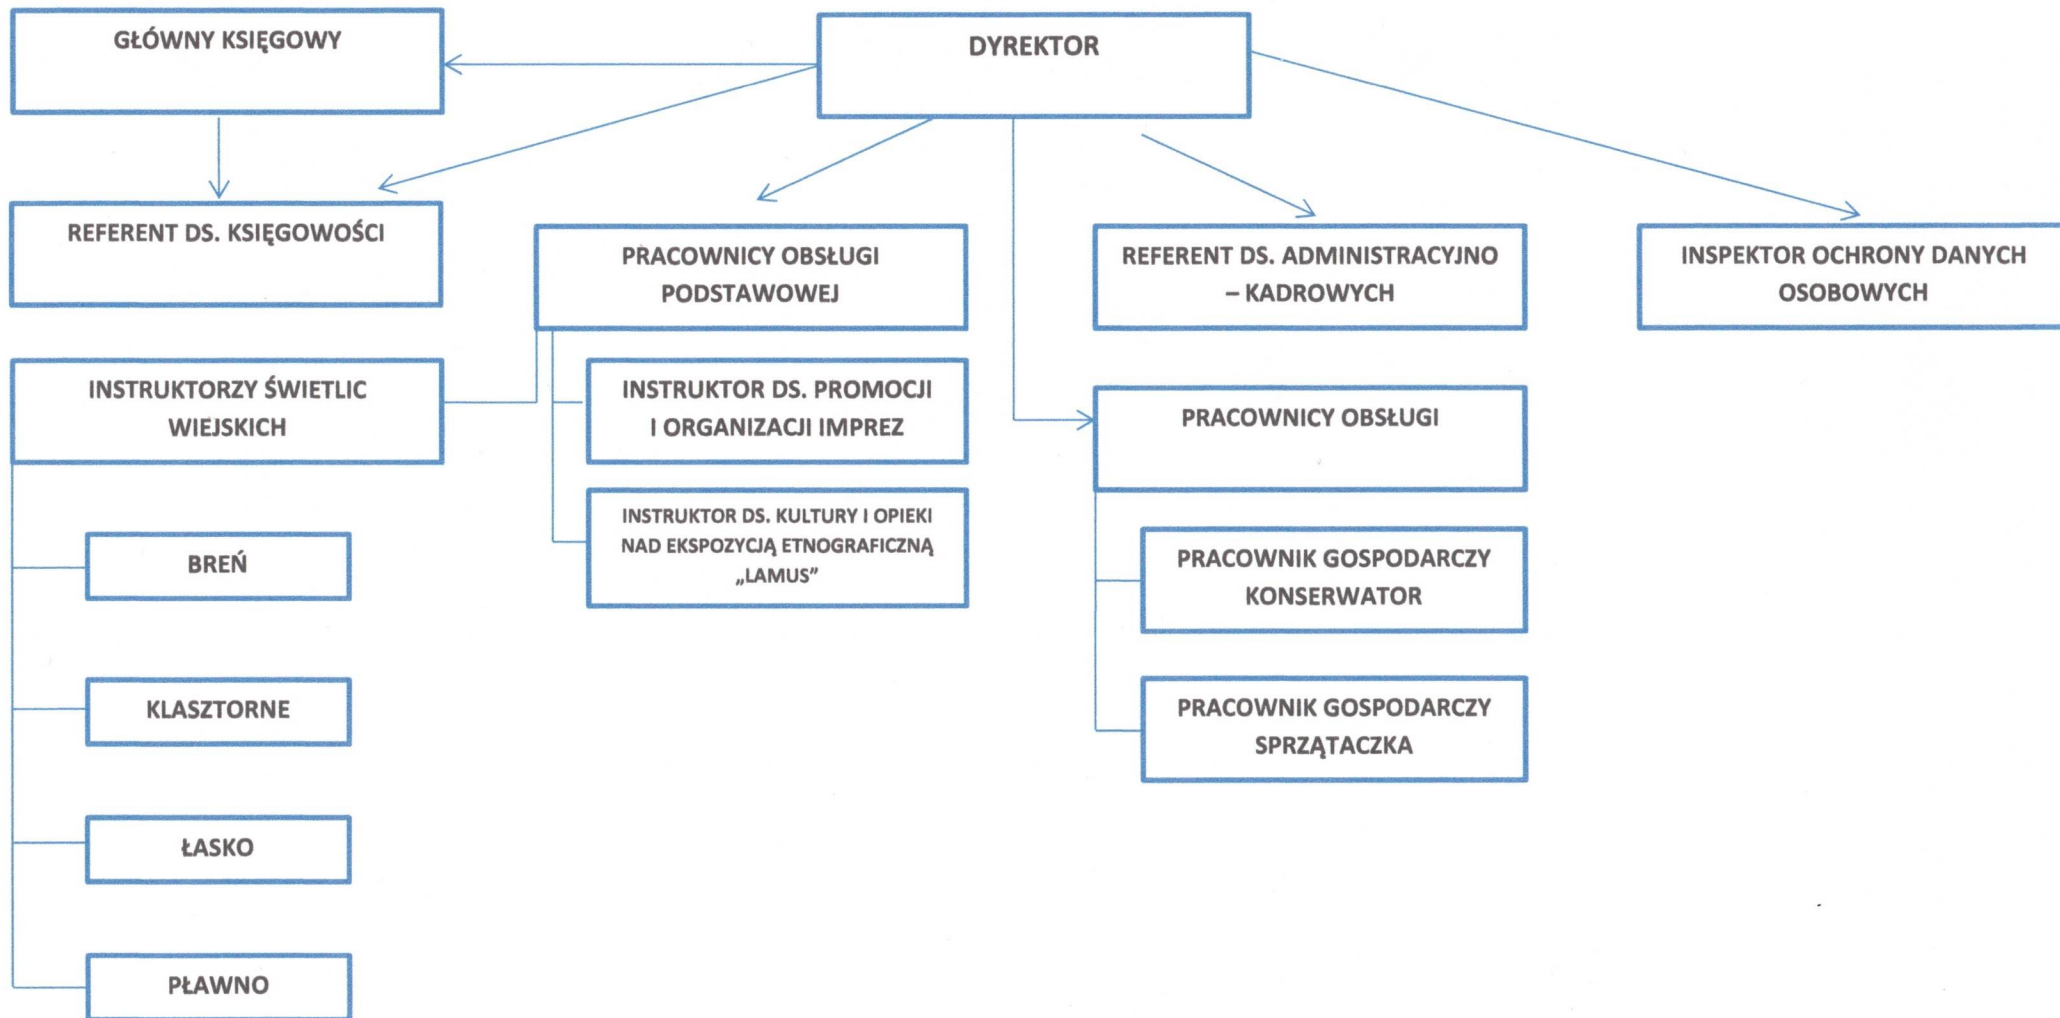 GŁÓWNY KSIĘGOWY
DYREKTOR
REFERENT DS. KSIĘGOWOŚCI
PRACOWNICY OBSŁUGI
PODSTAWOWEJ
REFERENT DS. ADMINISTRACYJNO
– KADROWYCH
INSPEKTOR OCHRONY DANYCH
OSOBOWYCH
INSTRUKTORZY ŚWIETLIC
WIEJSKICH
INSTRUKTOR DS. PROMOCJI
I ORGANIZACJI IMPREZ
PRACOWNICY OBSŁUGI
INSTRUKTOR DS. KULTURY I OPIEKI
NAD EKSPOZYCJĄ ETNOGRAFICZNĄ
„LAMUS”
BREŃ
PRACOWNIK GOSPODARCZY
KONSERWATOR
KLASZTORNE
PRACOWNIK GOSPODARCZY
SPRZĄTACZKA
ŁASKO
PŁAWNO